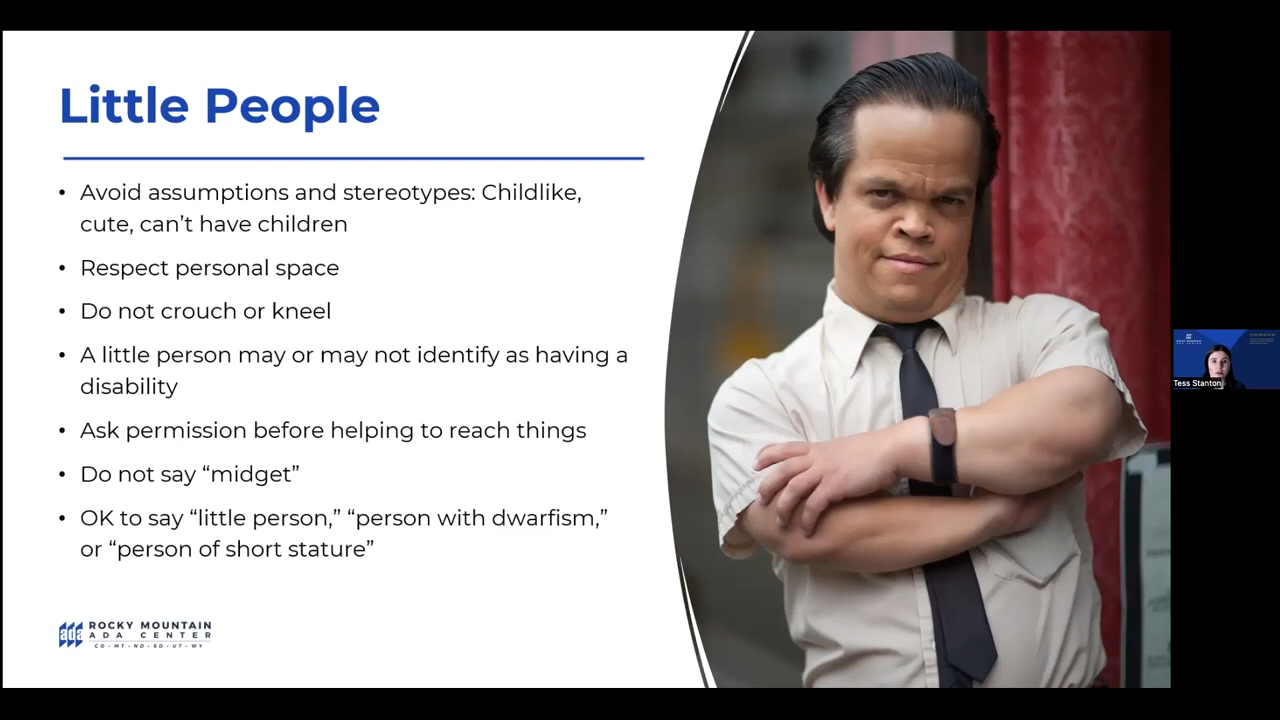 Little People
• Avoid assumptions and stereotypes: Childlike,
cute, can’t have children
• Respect personal space
• Do not crouch or kneel
• A little person may or may not identify as having a
disability
• Ask permission before helping to reach things
• Do not say “midget”
• OK to say “little person,” “person with dwarfism,”
or “person of short stature”
ada
ROCKY MOUNTAIN
ADA CENTER
CO · MT · ND · SD · UT · WY
Tess Stanton